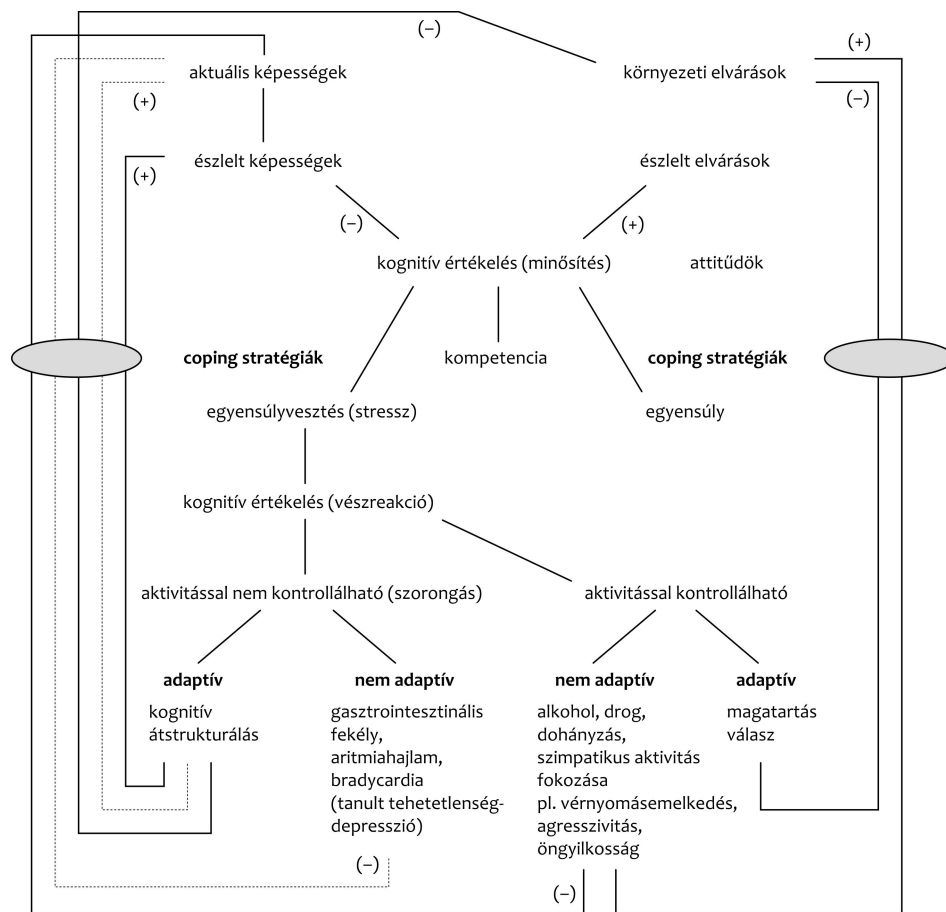 (–)
(+)
aktuális képességek
környezeti elvárások
(+)
(–)
észlelt képességek
észlelt elvárások
(+)
(–)
(+)
kognitív értékelés (minősítés)
attitűdök
coping stratégiák
kompetencia
coping stratégiák
egyensúlyvesztés (stressz)
egyensúly
kognitív értékelés (vészreakció)
aktivitással nem kontrollálható (szorongás)
aktivitással kontrollálható
adaptív
kognitív
átstrukturálás
nem adaptív
gasztrointesztinális
fekély,
aritmiahajlam,
bradycardia
(tanult tehetetlenség-
depresszió)
(–)
nem adaptív
alkohol, drog,
dohányzás,
szimpatikus aktivitás
fokozása
pl. vérnyomásemelkedés,
agresszivitás,
öngyilkosság
(–)
adaptív
magatartás
válasz